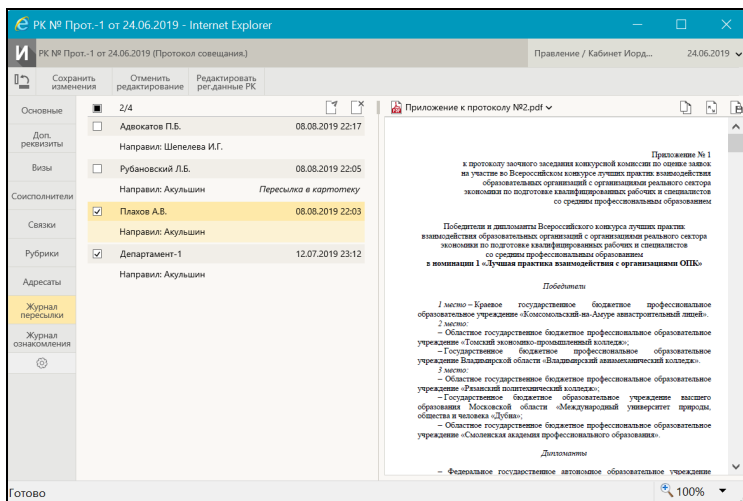 РК № Прот.-1 от 24.06.2019 - Internet Explorer
И
РК № Прот.-1 от 24.06.2019 (Протокол совещания.)
Правление / Кабинет Иорд...
24.06.2019
Сохранить изменения
Отменить редактирование
Редактировать рег.данные РК
Основные
Доп. реквизиты
Визы
Соисполнители
Связки
Рубрики
Адресаты
Журнал пересылки
Журнал ознакомления
2/4
Адвокатов П.Б. 08.08.2019 22:17
Направил: Шепелева И.Г.
Рубановский Л.Б. 08.08.2019 22:05
Направил: Акульшин Пересылка в картотеку
Плахов А.В. 08.08.2019 22:03
Направил: Акульшин
Департамент-1 12.07.2019 23:12
Направил: Акульшин
Приложение к протоколу №2.pdf
Приложение № 1
к протоколу заочного заседания конкурсной комиссии по оценке заявок
на участие во Всероссийском конкурсе лучших практик взаимодействия
образовательных организаций с организациями реального сектора
экономики по подготовке квалифицированных рабочих и специалистов
со средним профессиональным образованием
Победители и дипломанты Всероссийского конкурса лучших практик
взаимодействия образовательных организаций с организациями реального сектора
экономики по подготовке квалифицированных рабочих и специалистов
со средним профессиональным образованием
в номинации 1 «Лучшая практика взаимодействия с организациями ОПК»
Победители
1 место – Краевое государственное бюджетное профессиональное
образовательное учреждение «Комсомольский-на-Амуре авиастроительный лицей».
2 место:
– Областное государственное бюджетное профессиональное образовательное
учреждение «Томский экономико-промышленный колледж»;
– Государственное бюджетное профессиональное образовательное
учреждение Владимирской области «Владимирский авиамеханический колледж».
3 место:
– Областное государственное бюджетное профессиональное образовательное
учреждение «Рязанский политехнический колледж»;
– Государственное бюджетное образовательное учреждение высшего
образования Московской области «Международный университет природы,
общества и человека «Дубна»;
– Областное государственное бюджетное профессиональное образовательное
учреждение «Смоленская академия профессионального образования».
Дипломанты
– Федеральное государственное автономное образовательное учреждение
Готово
100%